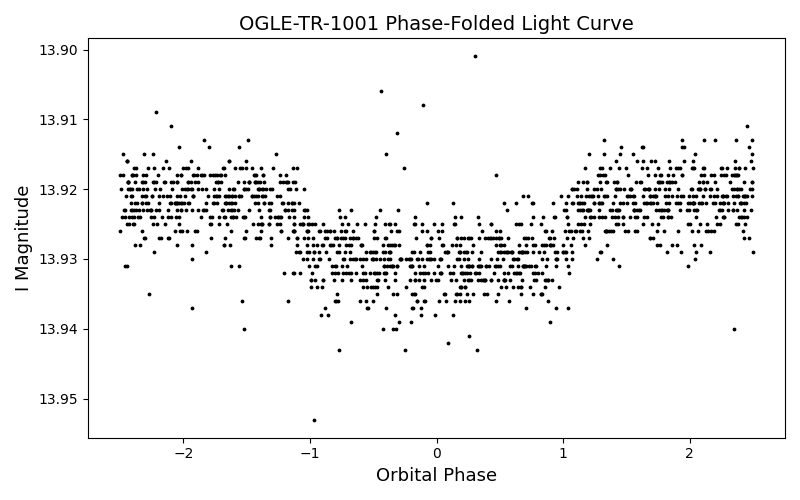 OGLE-TR-1001 Phase-Folded Light Curve
13.90
13.91
13.92
13.93
13.94
13.95
I Magnitude
−2 −1 0 1 2
Orbital Phase